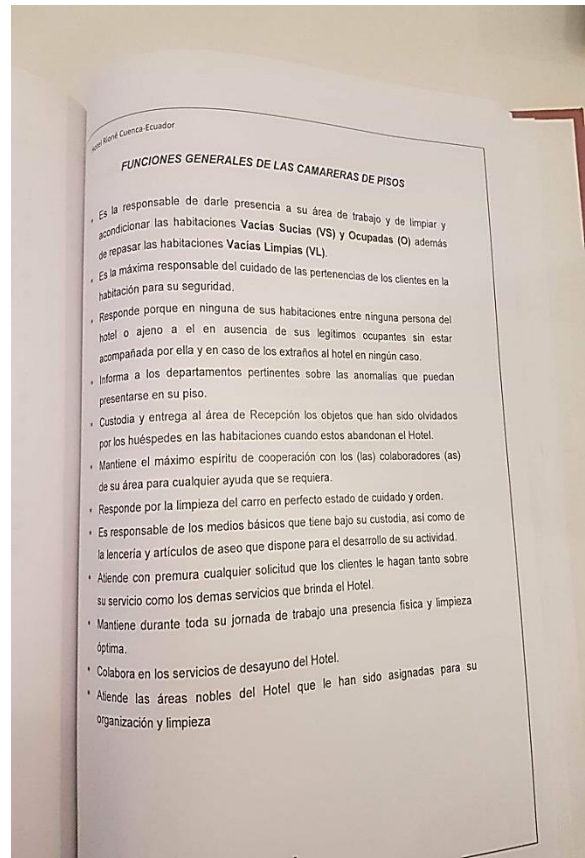 Hotel Rioné Cuenca-Ecuador
FUNCIONES GENERALES DE LAS CAMARERAS DE PISOS
• Es la responsable de darle presencia a su área de trabajo y de limpiar y
acondicionar las habitaciones Vacías Sucias (VS) y Ocupadas (O) además
de repasar las habitaciones Vacías Limpias (VL).
• Es la máxima responsable del cuidado de las pertenencias de los clientes en la
habitación para su seguridad.
• Responde porque en ninguna de sus habitaciones entre ninguna persona del
hotel o ajeno a el en ausencia de sus legítimos ocupantes sin estar
acompañada por ella y en caso de los extraños al hotel en ningún caso.
• Informa a los departamentos pertinentes sobre las anomalias que puedan
presentarse en su piso.
• Custodia y entrega al área de Recepción los objetos que han sido olvidados
por los huéspedes en las habitaciones cuando estos abandonan el Hotel.
• Mantiene el máximo espíritu de cooperación con los (las) colaboradores (as)
de su área para cualquier ayuda que se requiera.
• Responde por la limpieza del carro en perfecto estado de cuidado y orden.
• Es responsable de los medios básicos que tiene bajo su custodia, así como de
la lencería y artículos de aseo que dispone para el desarrollo de su actividad.
• Atiende con premura cualquier solicitud que los clientes le hagan tanto sobre
su servicio como los demas servicios que brinda el Hotel.
• Mantiene durante toda su jornada de trabajo una presencia física y limpieza
óptima.
• Colabora en los servicios de desayuno del Hotel.
• Atiende las áreas nobles del Hotel que le han sido asignadas para su
organización y limpieza